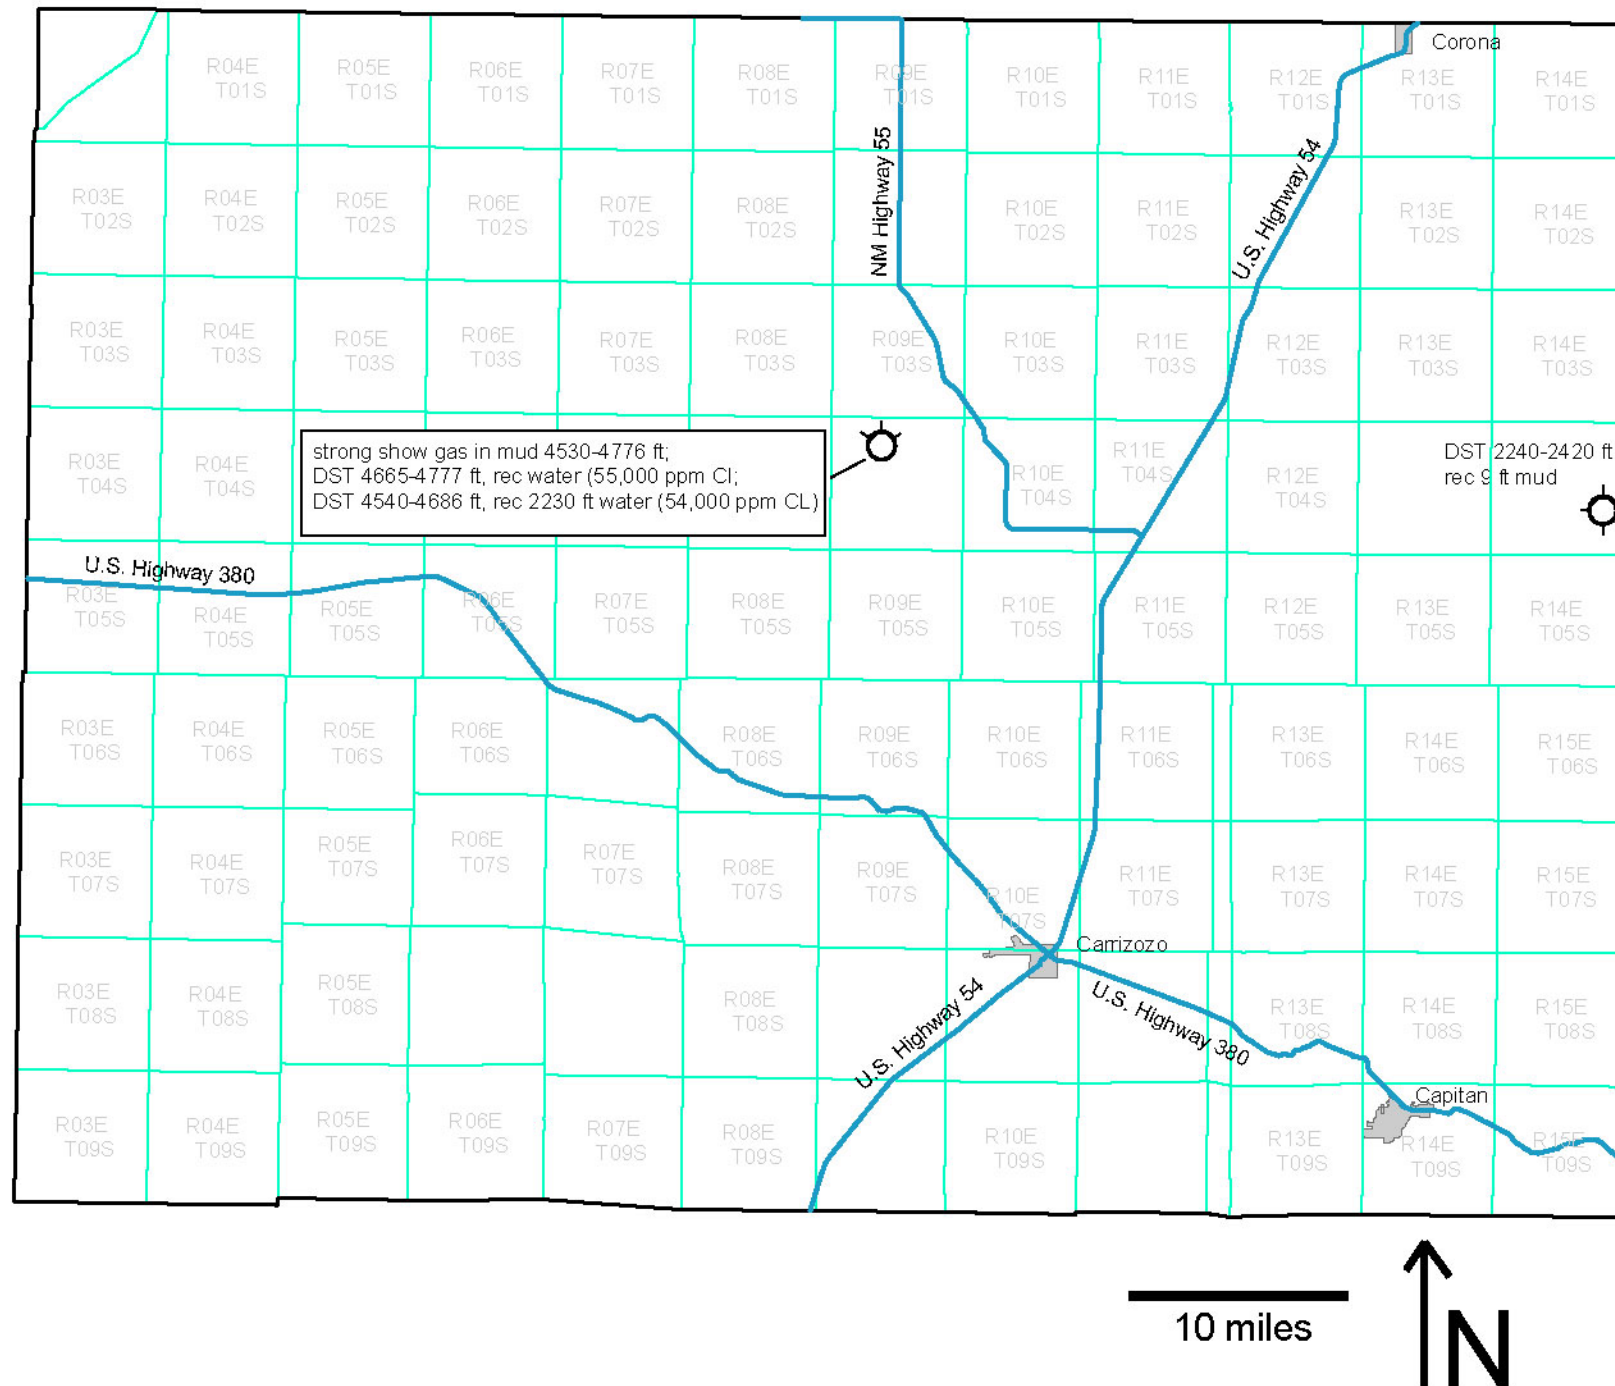 Corona
R04E R05E R06E R07E R08E R09E R10E R11E R12E R13E R14E
T01S T01S T01S T01S T01S T01S T01S T01S T01S T01S T01S
NM Highway 55
U.S. Highway 54
R03E R04E R05E R06E R07E R08E R10E R11E R13E R14E
T02S T02S T02S T02S T02S T02S T02S T02S T02S T02S
R03E R04E R05E R06E R07E R08E R09E R10E R11E R12E R13E R14E
T03S T03S T03S T03S T03S T03S T03S T03S T03S T03S T03S T03S
strong show gas in mud 4530-4776 ft;
DST 4665-4777 ft, rec water (55,000 ppm Cl;
DST 4540-4686 ft, rec 2230 ft water (54,000 ppm CL)
DST 2240-2420 ft
rec 9 ft mud
R03E R04E R10E R11E R12E
T04S T04S T04S T04S T04S
U.S. Highway 380
R03E R04E R05E R06E R07E R08E R09E R10E R11E R12E R13E R14E
T05S T05S T05S T05S T05S T05S T05S T05S T05S T05S T05S T05S
R03E R04E R05E R06E R08E R09E R10E R11E R13E R14E R15E
T06S T06S T06S T06S T06S T06S T06S T06S T06S T06S T06S
R03E R04E R05E R06E R07E R08E R09E R10E R11E R13E R14E R15E
T07S T07S T07S T07S T07S T07S T07S T07S T07S T07S T07S T07S
Carrizozo
U.S. Highway 54
U.S. Highway 380
R03E R04E R05E R08E R13E R14E R15E
T08S T08S T08S T08S T08S T08S T08S
Capitan
R03E R04E R05E R06E R07E R08E R10E R13E R14E R15E
T09S T09S T09S T09S T09S T09S T09S T09S T09S T09S
10 miles
N